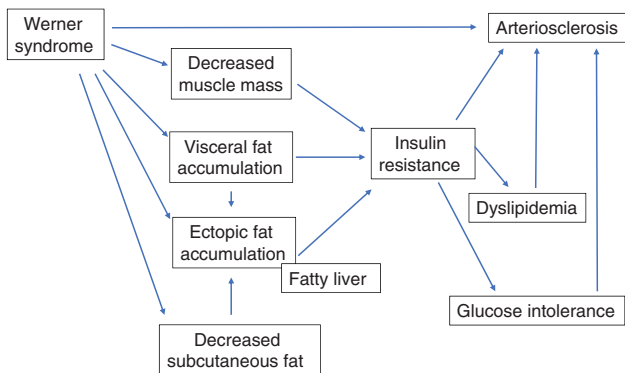 Werner
syndrome
Arteriosclerosis
Decreased
muscle mass
Visceral fat
accumulation
Insulin
resistance
Dyslipidemia
Ectopic fat
accumulation
Fatty liver
Glucose intolerance
Decreased
subcutaneous fat